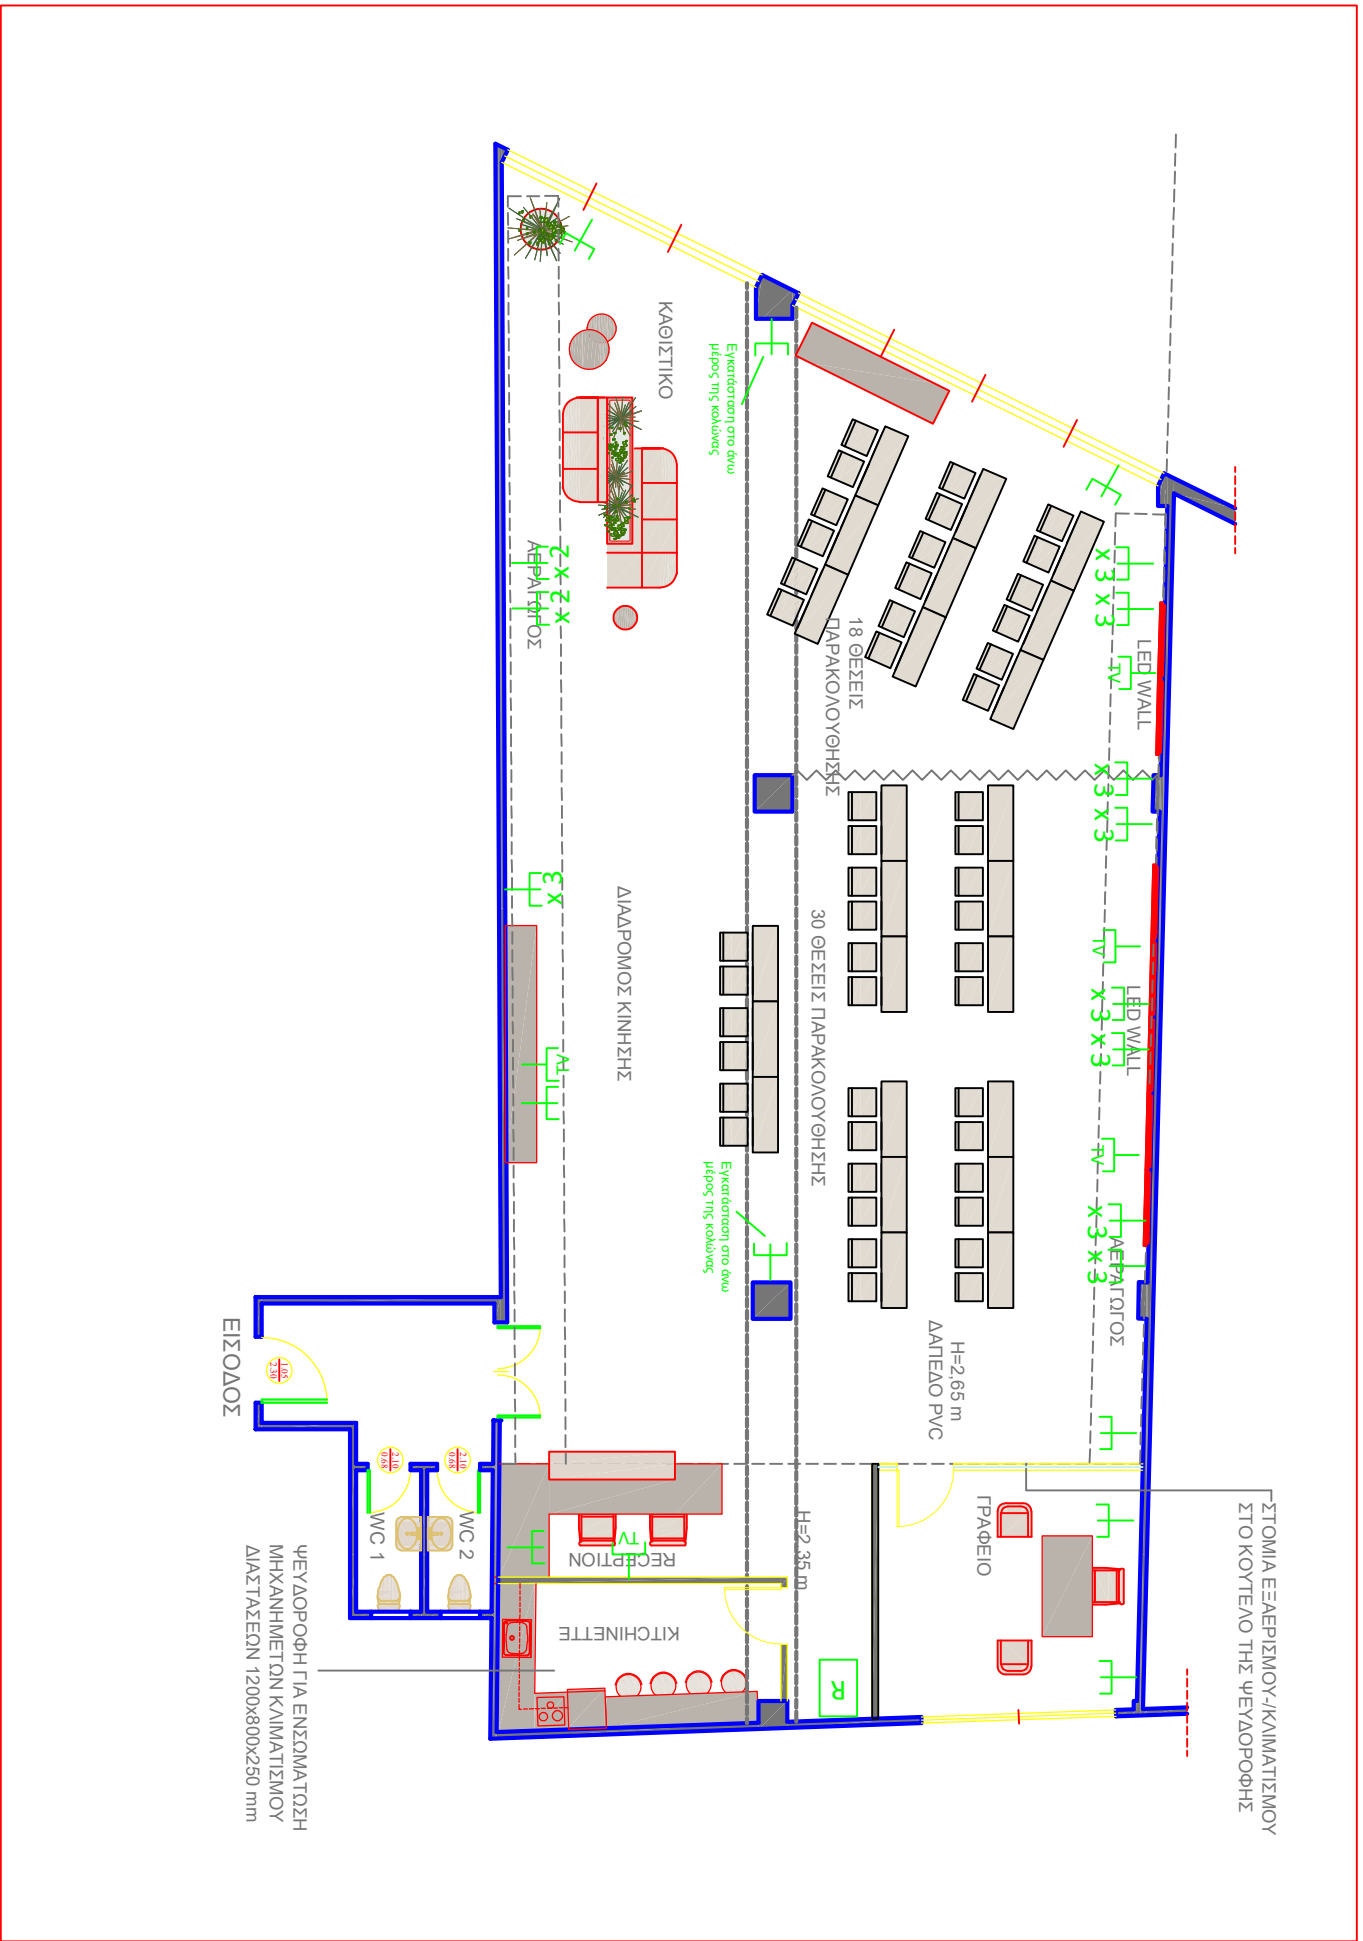 ΚΑΘΙΣΤΙΚΟ
Εγκατάσταση στο άνω
μέρος της κολώνας
ΑΕΡΑΓΩΓΟΣ
x 2
x 2
18 ΘΕΣΕΙΣ
ΠΑΡΑΚΟΛΟΥΘΗΣΗΣ
x 3
x 3
TV
LED WALL
x 3
x 3
x 3
ΔΙΑΔΡΟΜΟΣ ΚΙΝΗΣΗΣ
30 ΘΕΣΕΙΣ ΠΑΡΑΚΟΛΟΥΘΗΣΗΣ
TV
LED WALL
x 3
x 3
TV
TV
Εγκατάσταση στο άνω
μέρος της κολώνας
x 3
x 3
ΑΕΡΑΓΩΓΟΣ
H=2,65 m
ΔΑΠΕΔΟ PVC
ΕΙΣΟΔΟΣ
1.05
2.30
2.10
0.68
2.10
0.68
WC 1
WC 2
TV
RECEPTION
H=2,35 m
ΓΡΑΦΕΙΟ
KITCHINETTE
R
ΣΤΟΜΙΑ ΕΞΑΕΡΙΣΜΟΥ-/ΚΛΙΜΑΤΙΣΜΟΥ
ΣΤΟ ΚΟΥΤΕΛΟ ΤΗΣ ΨΕΥΔΟΡΟΦΗΣ
ΨΕΥΔΟΡΟΦΗ ΓΙΑ ΕΝΣΩΜΑΤΩΣΗ
ΜΗΧΑΝΗΜΕΤΩΝ ΚΛΙΜΑΤΙΣΜΟΥ
ΔΙΑΣΤΑΣΕΩΝ 1200x800x250 mm